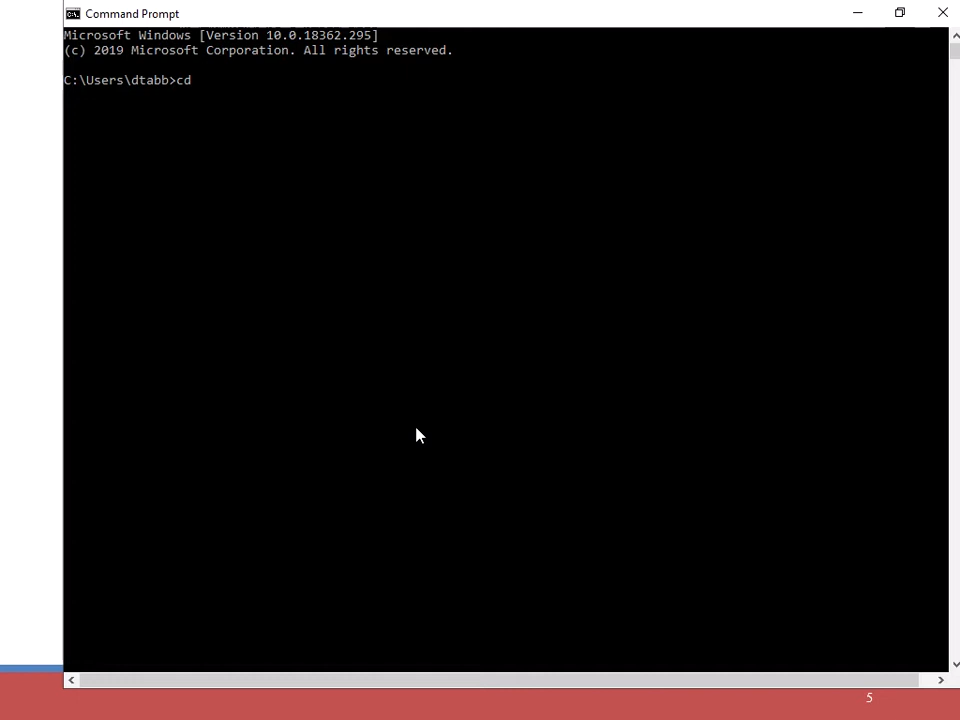 Command Prompt
Microsoft Windows [Version 10.0.18362.295]
(c) 2019 Microsoft Corporation. All rights reserved.
C:\Users\dtabb>cd
5